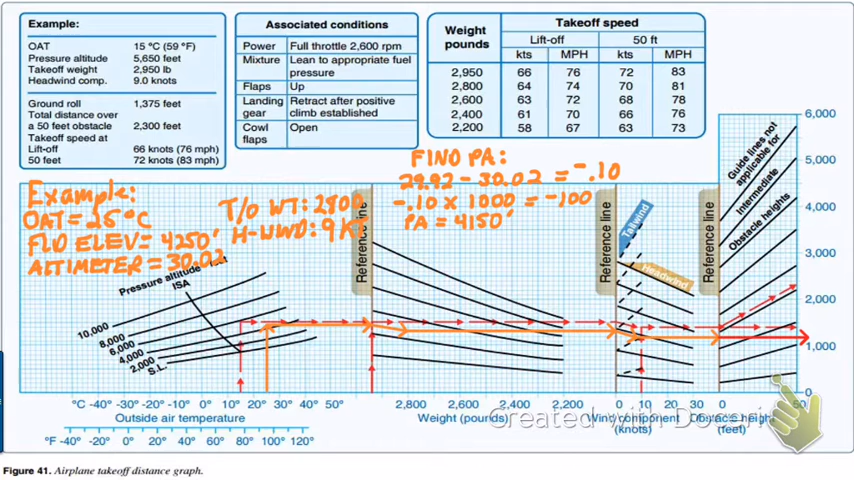 Example:
OAT 15 °C (59 °F)
Pressure altitude 5,650 feet
Takeoff weight 2,950 lb
Headwind comp. 9.0 knots
Ground roll 1,375 feet
Total distance over
a 50 feet obstacle 2,300 feet
Takeoff speed at
Lift-off 66 knots (76 mph)
50 feet 72 knots (83 mph)
Associated conditions
Power Full throttle 2,600 rpm
Mixture Lean to appropriate fuel
pressure
Flaps Up
Landing Retract after positive
gear climb established
Cowl Open
flaps
Weight Takeoff speed
pounds Lift-off 50 ft
kts MPH kts MPH
2,950 66 76 72 83
2,800 64 74 70 81
2,600 63 72 68 78
2,400 61 70 66 76
2,200 58 67 63 73
FIND PA:
29.92 - 30.02 = -.10
-.10 x 1000 = -100
PA = 4150'
Example:
OAT = 25°C
FLD ELEV = 4250'
ALTIMETER = 30.02
T/O WT: 2800
H-WND: 9 K
Pressure altitude feet
ISA
10,000
8,000
6,000
4,000
2,000
S.L.
Reference line
Reference line
Reference line
Tailwind
Headwind
Guide lines not
applicable for
Intermediate
Obstacle heights
6,000
5,000
4,000
3,000
2,000
1,000
0
°C -40° -30° -20° -10° 0° 10° 20° 30° 40° 50°
Outside air temperature
°F -40° -20° 0° 20° 40° 60° 80° 100° 120°
2,800 2,600 2,400 2,200
Weight (pounds)
0 10 20 30
Wind component
(knots)
0 50
Obstacle height
(feet)
Created with Doceri
Figure 41. Airplane takeoff distance graph.